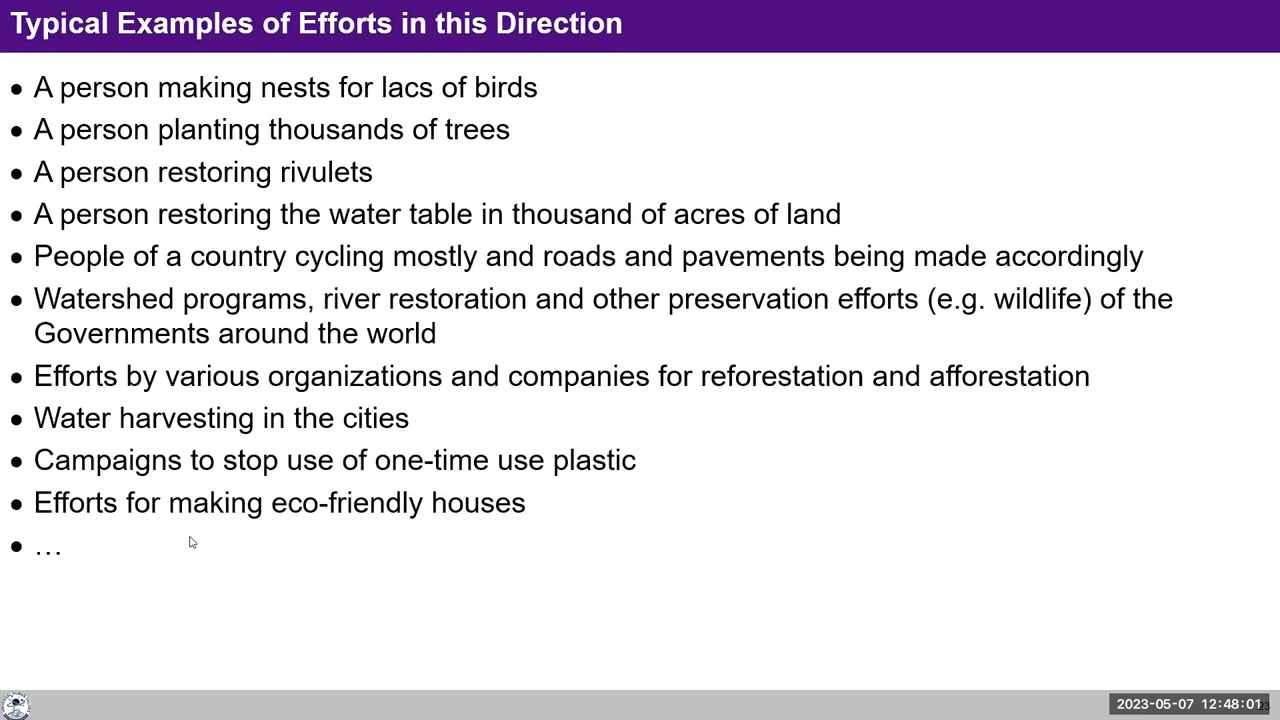 Typical Examples of Efforts in this Direction
• A person making nests for lacs of birds
• A person planting thousands of trees
• A person restoring rivulets
• A person restoring the water table in thousand of acres of land
• People of a country cycling mostly and roads and pavements being made accordingly
• Watershed programs, river restoration and other preservation efforts (e.g. wildlife) of the
Governments around the world
• Efforts by various organizations and companies for reforestation and afforestation
• Water harvesting in the cities
• Campaigns to stop use of one-time use plastic
• Efforts for making eco-friendly houses
• …
2023-05-07 12:48:01